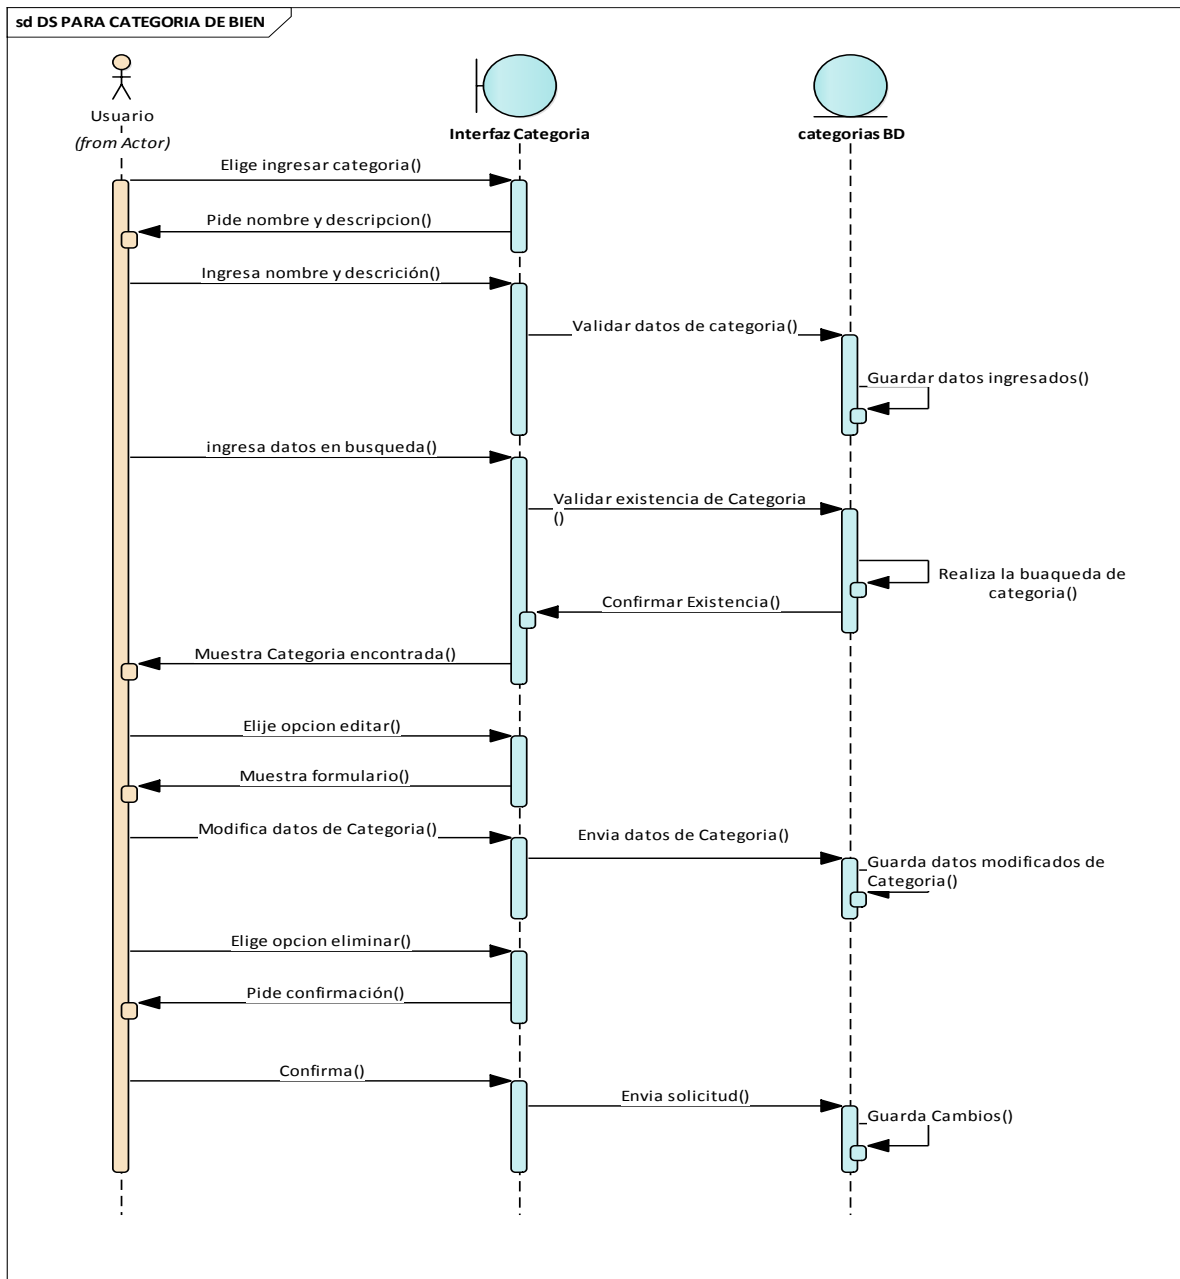 sd DS PARA CATEGORIA DE BIEN
Usuario
(from Actor)
Interfaz Categoria
categorias BD
Elige ingresar categoria()
Pide nombre y descripcion()
Ingresa nombre y descrición()
Validar datos de categoria()
Guardar datos ingresados()
ingresa datos en busqueda()
Validar existencia de Categoria
()
Realiza la buaqueda de
categoria()
Confirmar Existencia()
Muestra Categoria encontrada()
Elije opcion editar()
Muestra formulario()
Modifica datos de Categoria()
Envia datos de Categoria()
Guarda datos modificados de
Categoria()
Elige opcion eliminar()
Pide confirmación()
Confirma()
Envia solicitud()
Guarda Cambios()